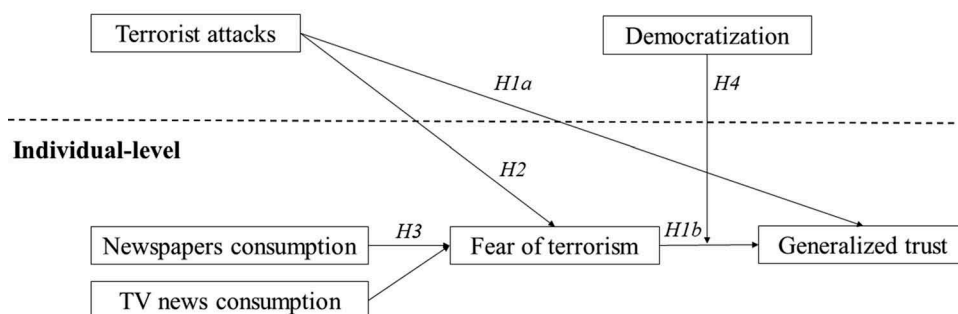 Terrorist attacks
Democratization
H1a
H4
Individual-level
H2
Newspapers consumption
H3
Fear of terrorism
H1b
Generalized trust
TV news consumption